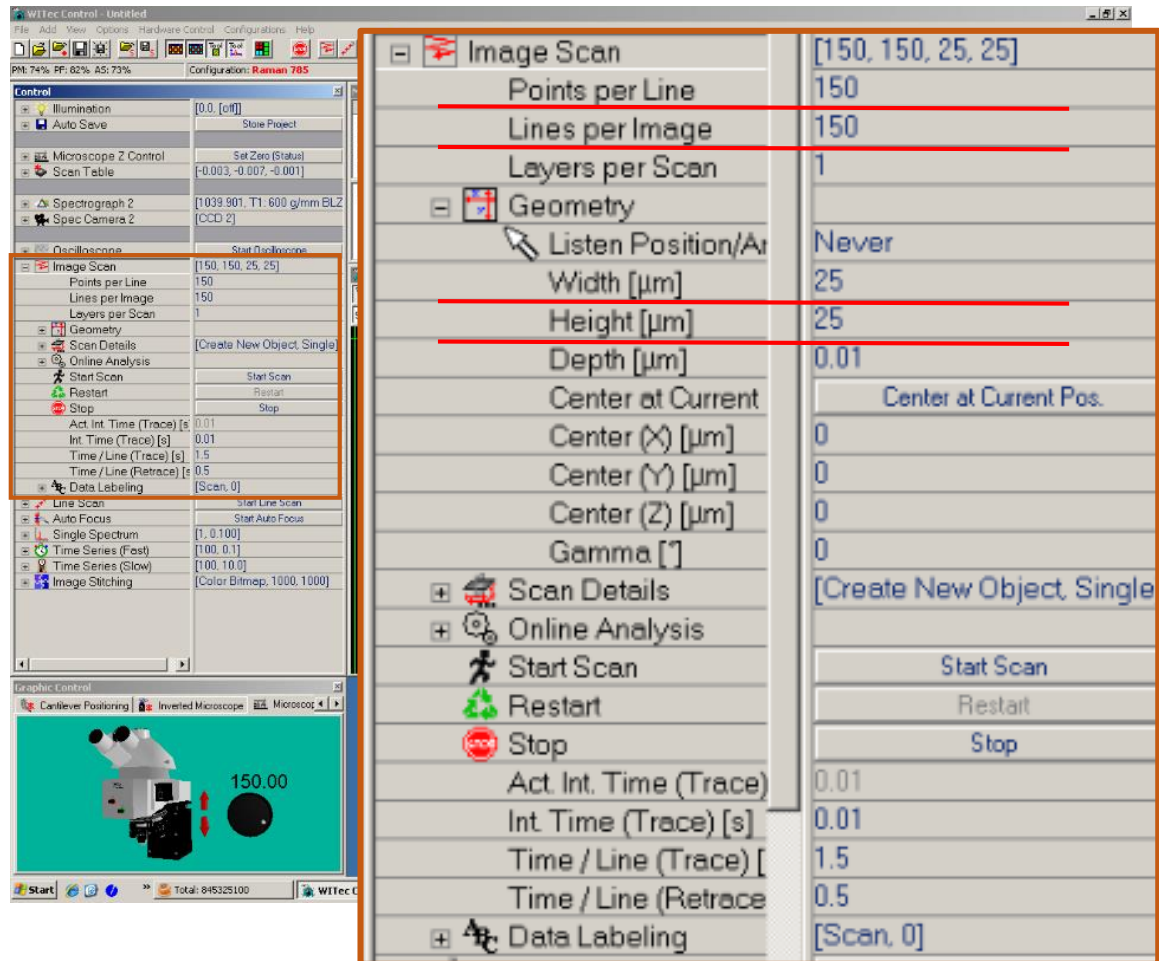 WITec Control - Untitled
File Add View Options Hardware Control Configurations Help
PM: 74% PF: 82% AS: 73% Configuration: Raman 785
Control
Illumination [0.0, [off]]
Auto Save Store Project
Microscope Z Control Set Zero (Status)
Scan Table [-0.003, -0.007, -0.001]
Spectrograph 2 [1039.901, T1: 600 g/mm BLZ
Spec Camera 2 [CCD 2]
Oscilloscope Start Oscilloscope
Image Scan [150, 150, 25, 25]
Points per Line 150
Lines per Image 150
Layers per Scan 1
Geometry
Scan Details [Create New Object, Single]
Online Analysis
Start Scan Start Scan
Restart Restart
Stop Stop
Act. Int. Time (Trace) [s 0.01
Int. Time (Trace) [s] 0.01
Time / Line (Trace) [s] 1.5
Time / Line (Retrace) [s 0.5
Data Labeling [Scan, 0]
Line Scan Start Line Scan
Auto Focus Start Auto Focus
Single Spectrum [1, 0.100]
Time Series (Fast) [100, 0.1]
Time Series (Slow) [100, 10.0]
Image Stitching [Color Bitmap, 1000, 1000]
Graphic Control
Cantilever Positioning Inverted Microscope Microscop
150.00
Start » Total: 845325100 WITec C
Image Scan [150, 150, 25, 25]
Points per Line 150
Lines per Image 150
Layers per Scan 1
Geometry
Listen Position/Ar Never
Width [µm] 25
Height [µm] 25
Depth [µm] 0.01
Center at Current Center at Current Pos.
Center (X) [µm] 0
Center (Y) [µm] 0
Center (Z) [µm] 0
Gamma [°] 0
Scan Details [Create New Object, Single
Online Analysis
Start Scan Start Scan
Restart Restart
Stop Stop
Act. Int. Time (Trace) 0.01
Int. Time (Trace) [s] 0.01
Time / Line (Trace) [ 1.5
Time / Line (Retrace 0.5
Data Labeling [Scan, 0]